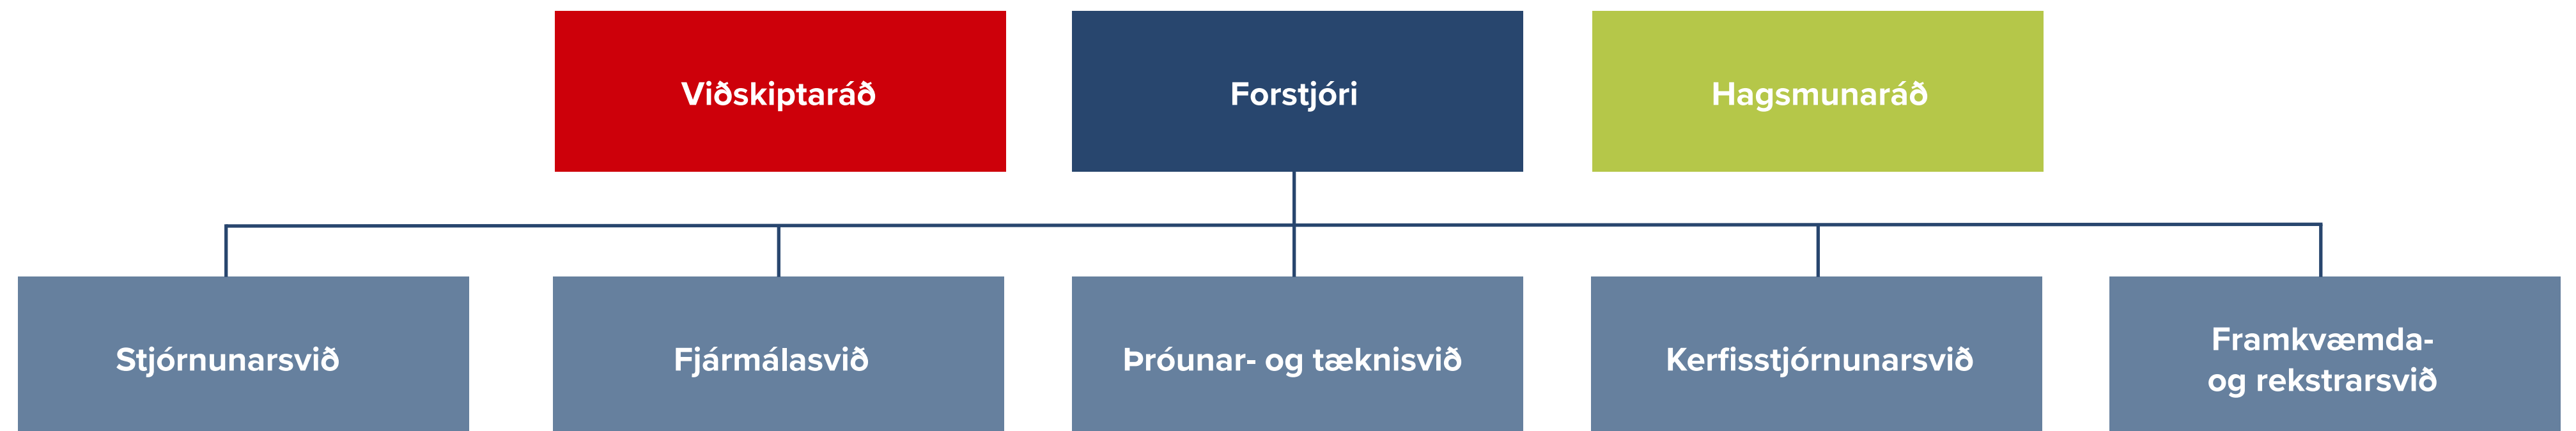 Viðskiptaráð
Forstjóri
Hagsmunaráð
Stjórnunarsvið
Fjármálasvið
Þróunar- og tæknisvið
Kerfisstjórnunarsvið
Framkvæmda-
og rekstrarsvið